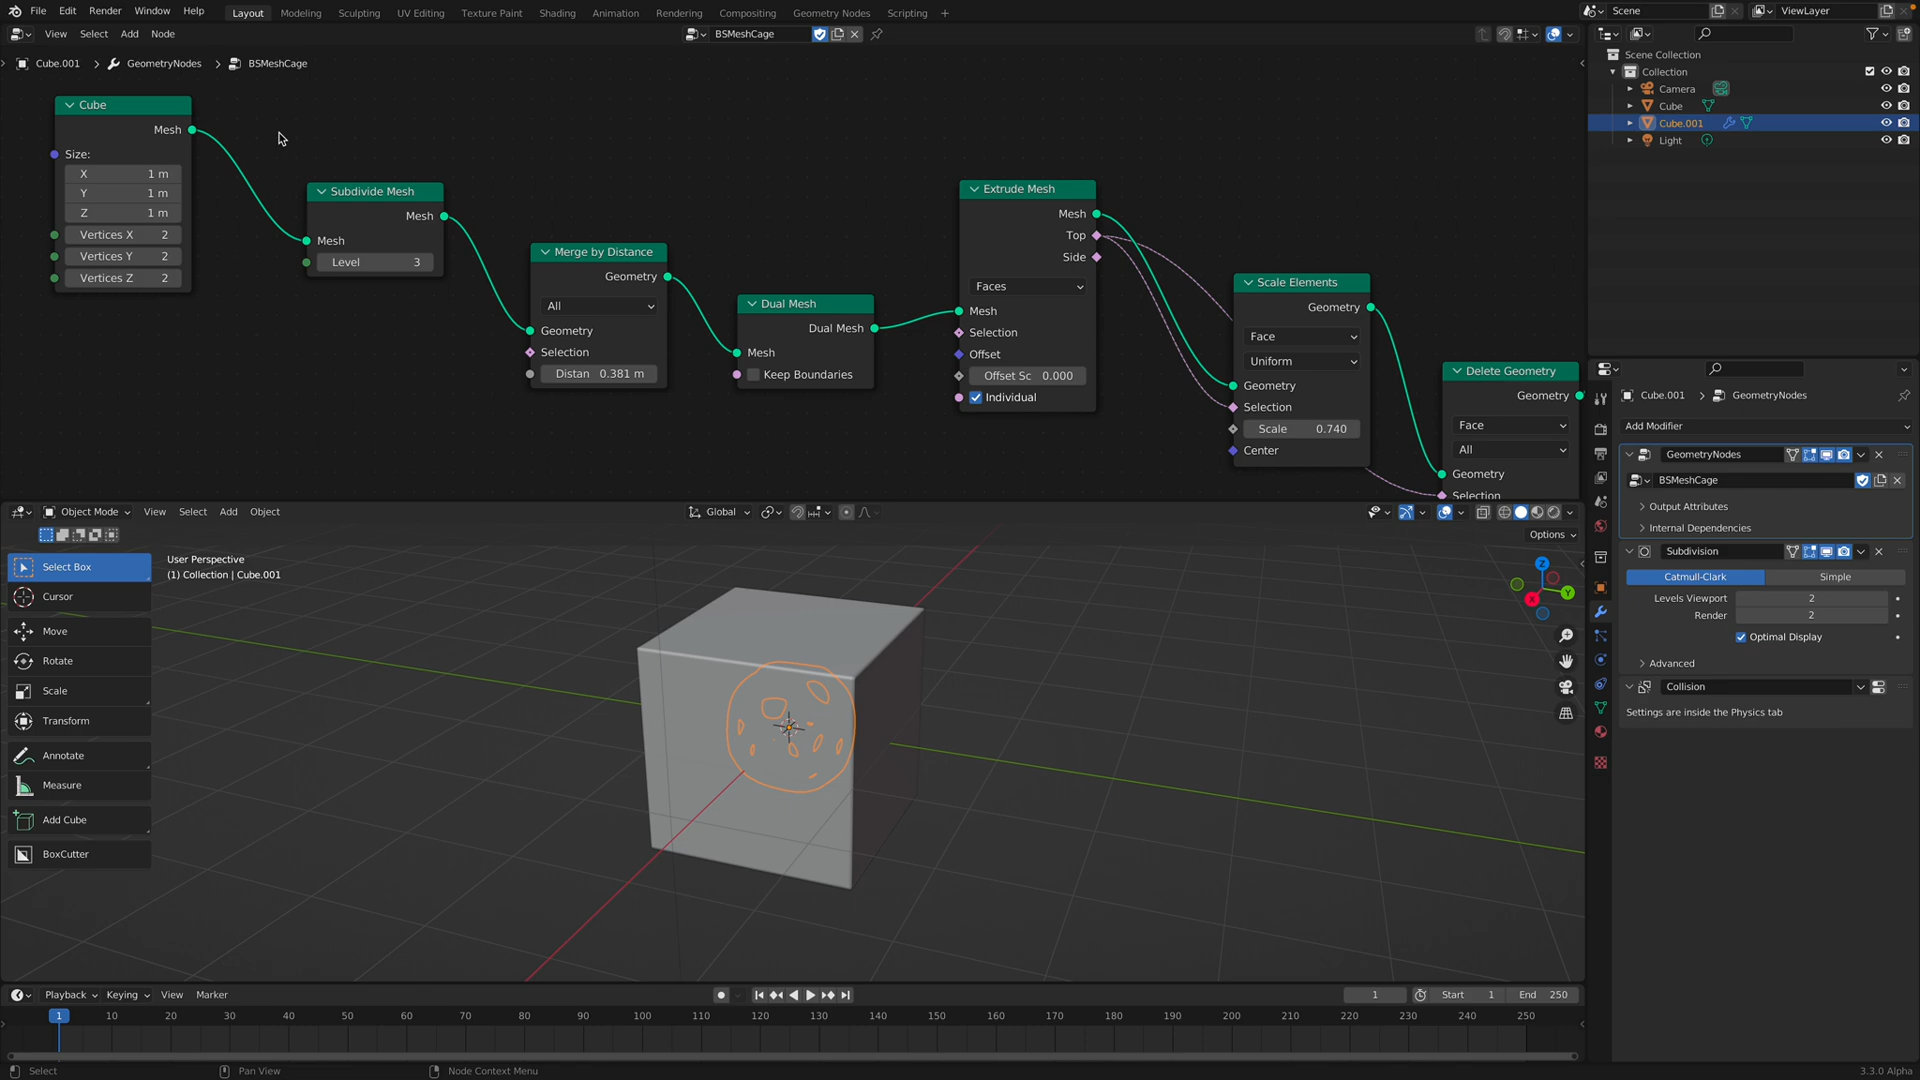 File Edit Render Window Help Layout Modeling Sculpting UV Editing Texture Paint Shading Animation Rendering Compositing Geometry Nodes Scripting + Scene ViewLayer
View Select Add Node BSMeshCage
Cube.001 > GeometryNodes > BSMeshCage
Cube
Mesh
Size:
X 1 m
Y 1 m
Z 1 m
Vertices X 2
Vertices Y 2
Vertices Z 2
Subdivide Mesh
Mesh
Mesh
Level 3
Merge by Distance
Geometry
All
Geometry
Selection
Distan 0.381 m
Dual Mesh
Dual Mesh
Mesh
Keep Boundaries
Extrude Mesh
Mesh
Top
Side
Faces
Mesh
Selection
Offset
Offset Sc 0.000
Individual
Scale Elements
Geometry
Face
Uniform
Geometry
Selection
Scale 0.740
Center
Delete Geometry
Geometry
Face
All
Geometry
Selection
Scene Collection
Collection
Camera
Cube
Cube.001
Light
Cube.001 > GeometryNodes
Add Modifier
GeometryNodes
BSMeshCage
Output Attributes
Internal Dependencies
Subdivision
Catmull-Clark Simple
Levels Viewport 2
Render 2
Optimal Display
Advanced
Collision
Settings are inside the Physics tab
Object Mode View Select Add Object Global
Options
Select Box
Cursor
Move
Rotate
Scale
Transform
Annotate
Measure
Add Cube
BoxCutter
User Perspective
(1) Collection | Cube.001
Z
Y
X
Playback Keying View Marker 1 Start 1 End 250
1 10 20 30 40 50 60 70 80 90 100 110 120 130 140 150 160 170 180 190 200 210 220 230 240 250
Select Pan View Node Context Menu 3.3.0 Alpha